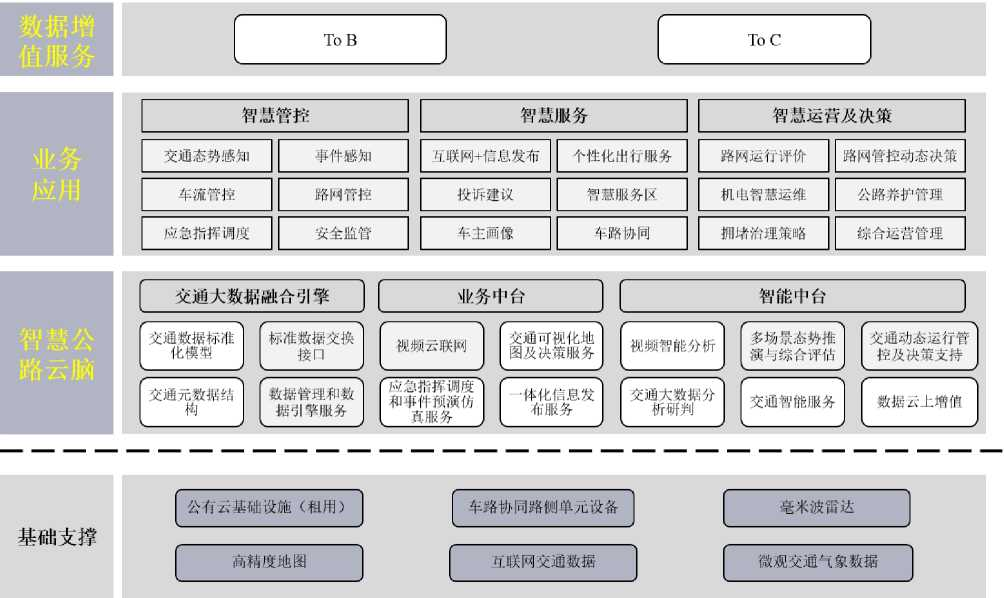 数据增
值服务
To B
To C
业务
应用
智慧管控
智慧服务
智慧运营及决策
交通态势感知
事件感知
互联网+信息发布
个性化出行服务
路网运行评价
路网管控动态决策
车流管控
路网管控
投诉建议
智慧服务区
机电智慧运维
公路养护管理
应急指挥调度
安全监管
车主画像
车路协同
拥堵治理策略
综合运营管理
智慧公
路云脑
交通大数据融合引擎
业务中台
智能中台
交通数据标准
化模型
标准数据交换
接口
视频云联网
交通可视化地
图及决策服务
视频智能分析
多场景态势推
演与综合评估
交通动态运行管
控及决策支持
交通元数据结
构
数据管理和数
据引擎服务
应急指挥调度
和事件预演仿
真服务
一体化信息发
布服务
交通大数据分
析研判
交通智能服务
数据云上增值
基础支撑
公有云基础设施（租用）
车路协同路侧单元设备
毫米波雷达
高精度地图
互联网交通数据
微观交通气象数据